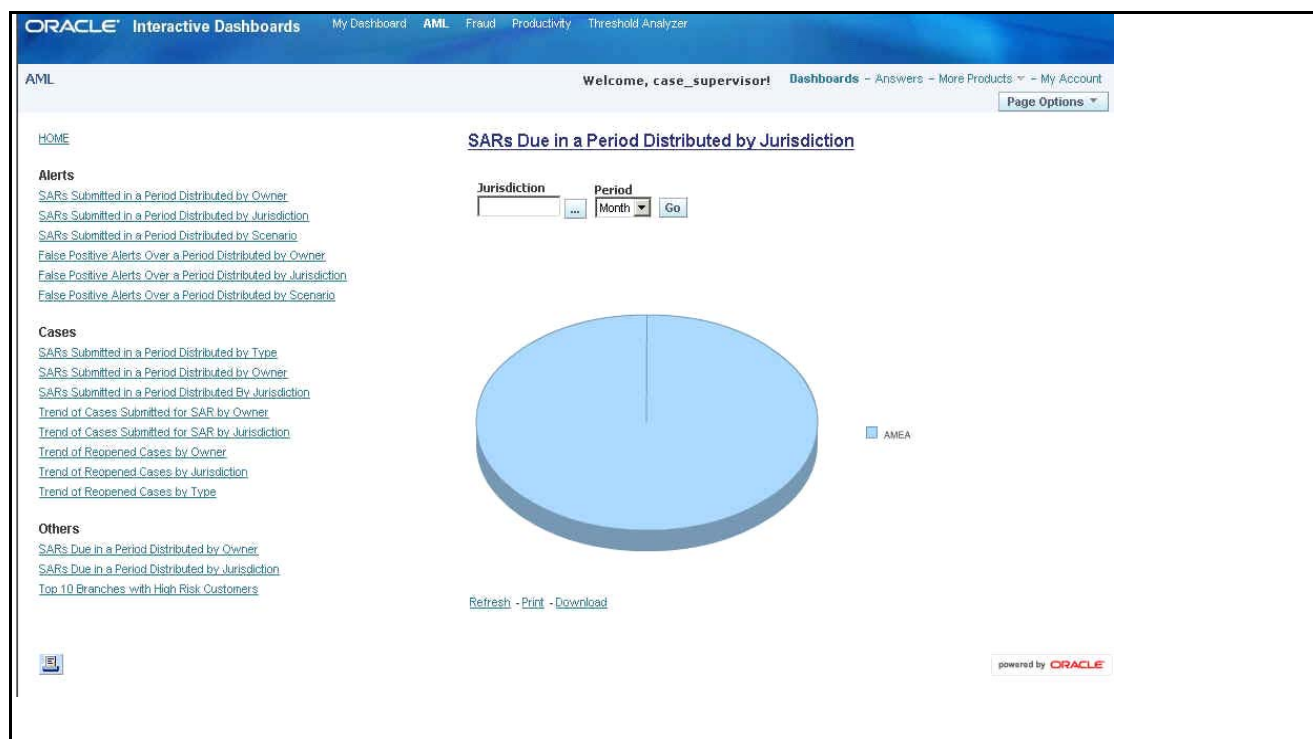 ORACLE Interactive Dashboards My Dashboard AML Fraud Productivity Threshold Analyzer
AML Welcome, case_supervisor! Dashboards - Answers - More Products - My Account
Page Options
HOME
Alerts
SARs Submitted in a Period Distributed by Owner
SARs Submitted in a Period Distributed by Jurisdiction
SARs Submitted in a Period Distributed by Scenario
False Positive Alerts Over a Period Distributed by Owner
False Positive Alerts Over a Period Distributed by Jurisdiction
False Positive Alerts Over a Period Distributed by Scenario
Cases
SARs Submitted in a Period Distributed by Type
SARs Submitted in a Period Distributed by Owner
SARs Submitted in a Period Distributed By Jurisdiction
Trend of Cases Submitted for SAR by Owner
Trend of Cases Submitted for SAR by Jurisdiction
Trend of Reopened Cases by Owner
Trend of Reopened Cases by Jurisdiction
Trend of Reopened Cases by Type
Others
SARs Due in a Period Distributed by Owner
SARs Due in a Period Distributed by Jurisdiction
Top 10 Branches with High Risk Customers
SARs Due in a Period Distributed by Jurisdiction
Jurisdiction Period
... Month Go
AMEA
Refresh - Print - Download
powered by ORACLE